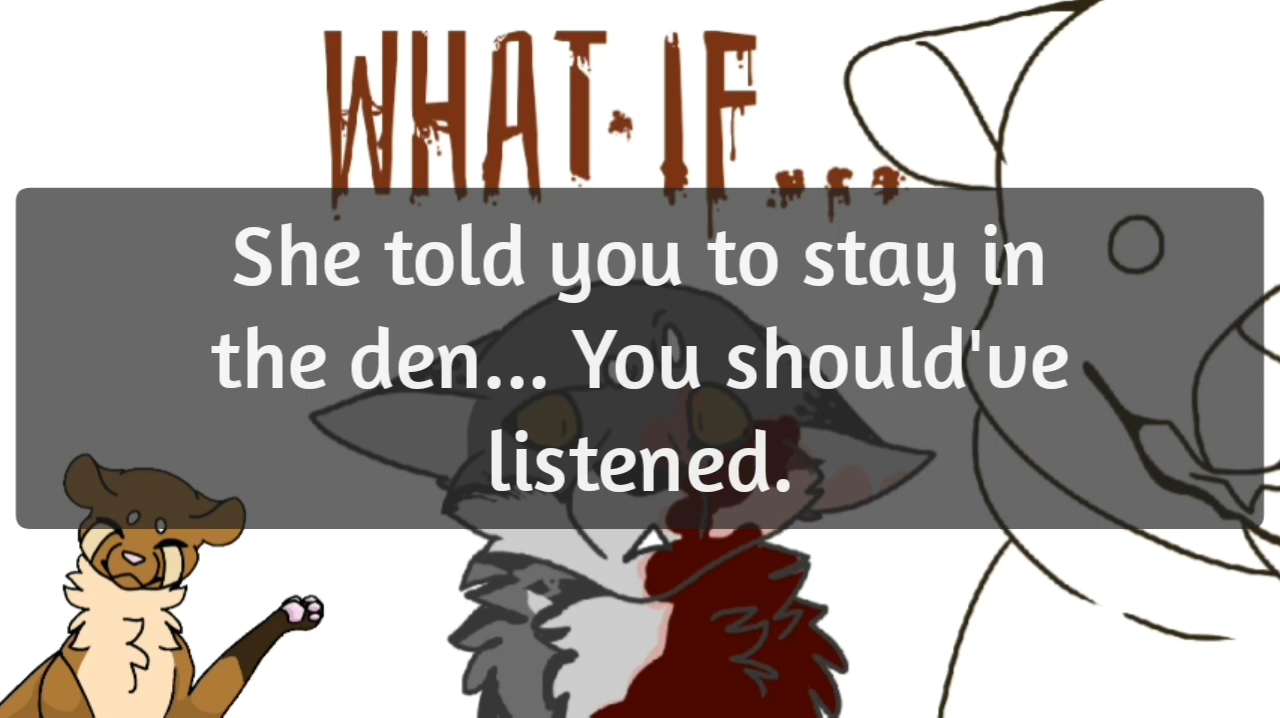 WHAT IF...
She told you to stay in
the den... You should've
listened.